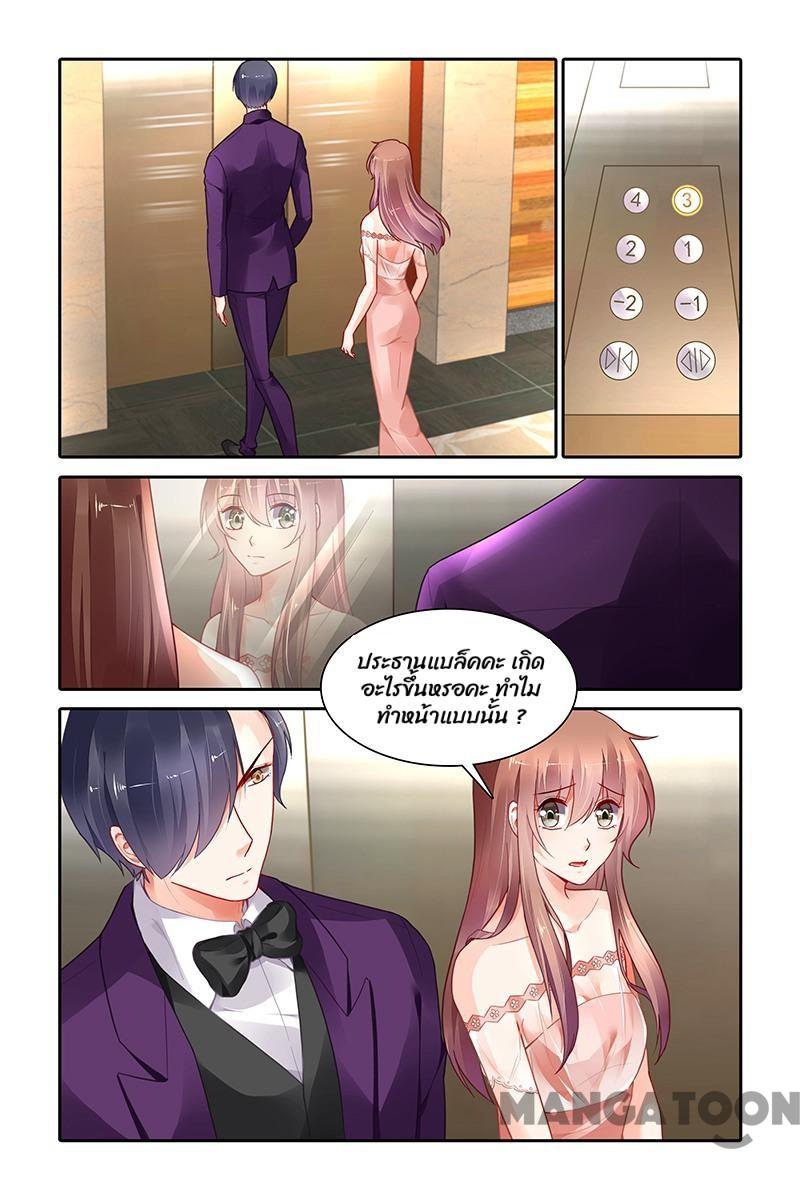 4 3
2 1
-2 -1
▷|◁ ◁|▷
ประธานแบล็คคะ เกิด
อะไรขึ้นหรอคะ ทำไม
ทำหน้าแบบนั้น ?
MANGATOON